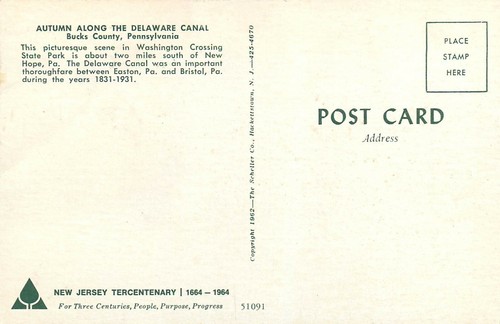 AUTUMN ALONG THE DELAWARE CANAL
Bucks County, Pennsylvania
This picturesque scene in Washington Crossing
State Park is about two miles south of New
Hope, Pa. The Delaware Canal was an important
thoroughfare between Easton, Pa. and Bristol, Pa.
during the years 1831-1931.
Copyright 1962—The Scheller Co., Hackettstown, N. J.—425-4670
PLACE
STAMP
HERE
POST CARD
Address
NEW JERSEY TERCENTENARY | 1664 – 1964
For Three Centuries, People, Purpose, Progress
51091